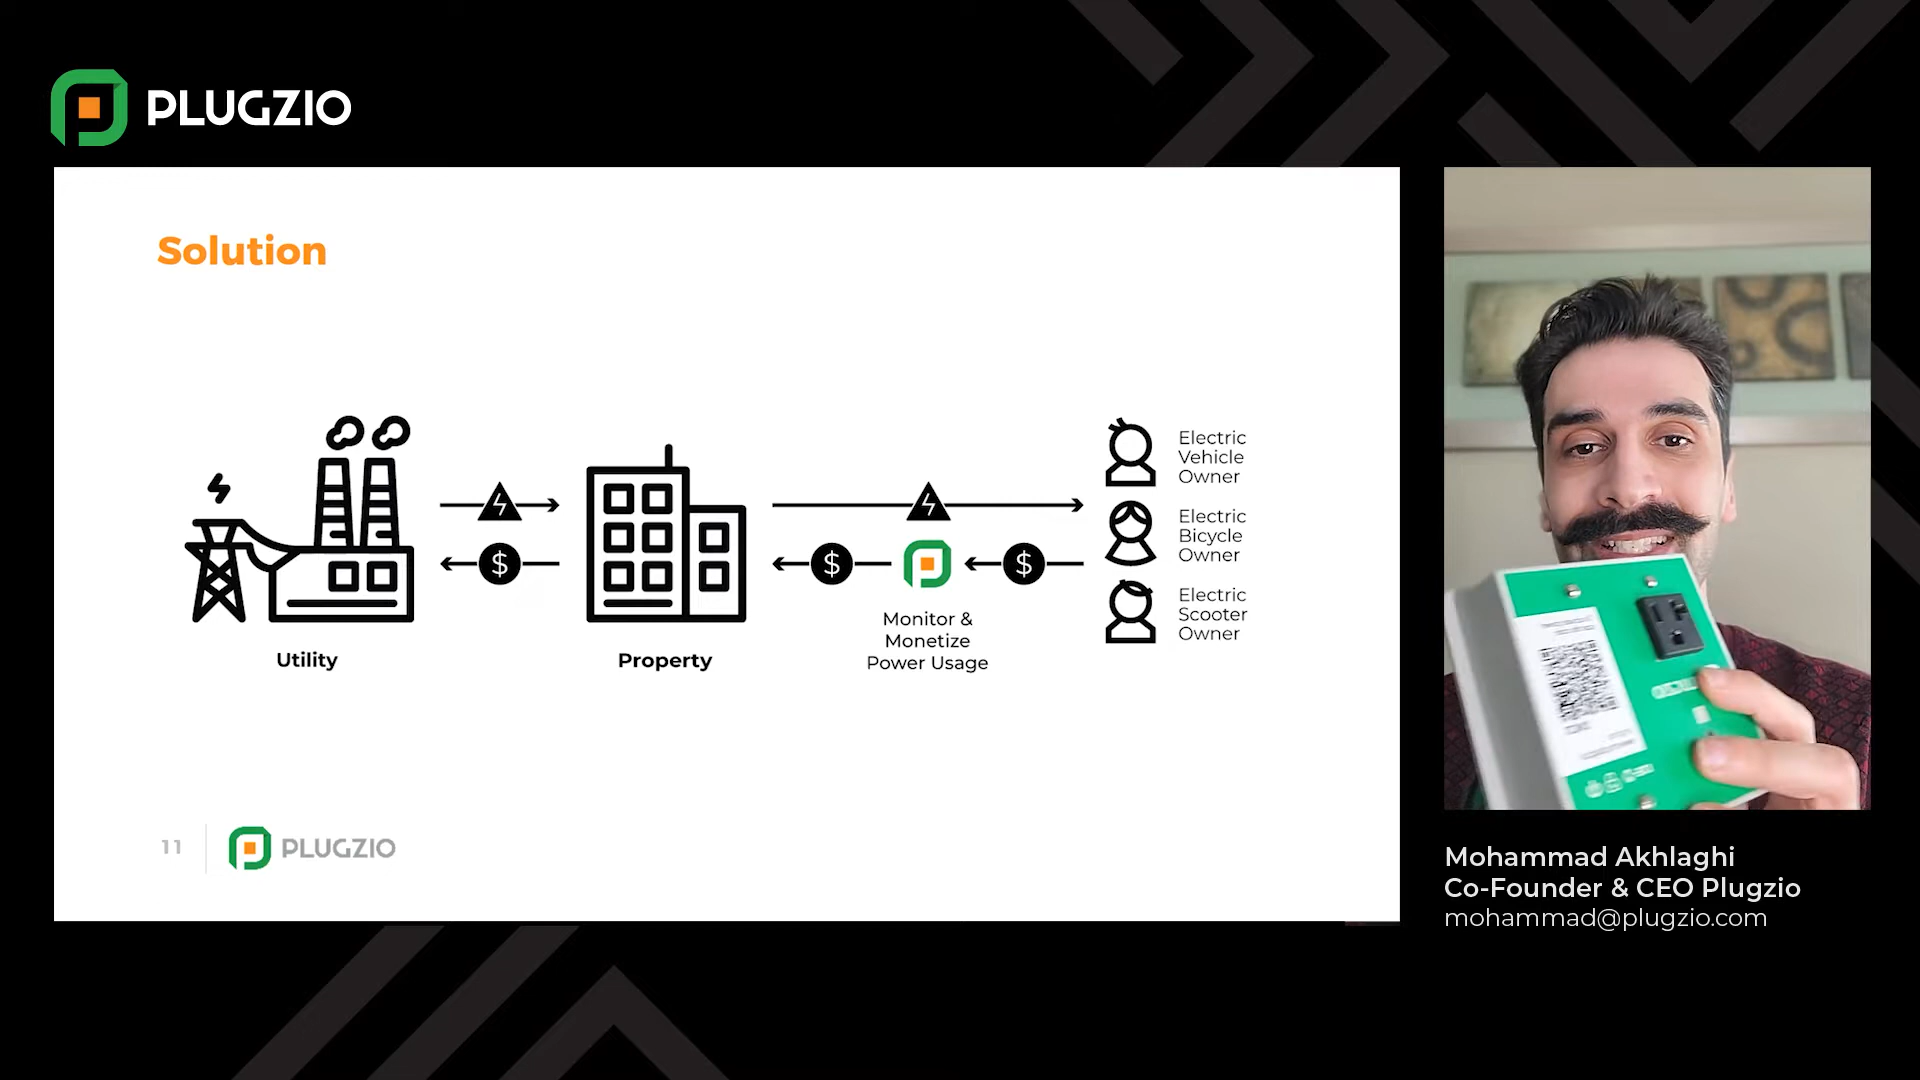 PLUGZIO
Solution
Electric
Vehicle
Owner
Electric
Bicycle
Owner
Electric
Scooter
Owner
$
$
$
Monitor &
Monetize
Power Usage
Utility
Property
11
PLUGZIO
Mohammad Akhlaghi
Co-Founder & CEO Plugzio
mohammad@plugzio.com